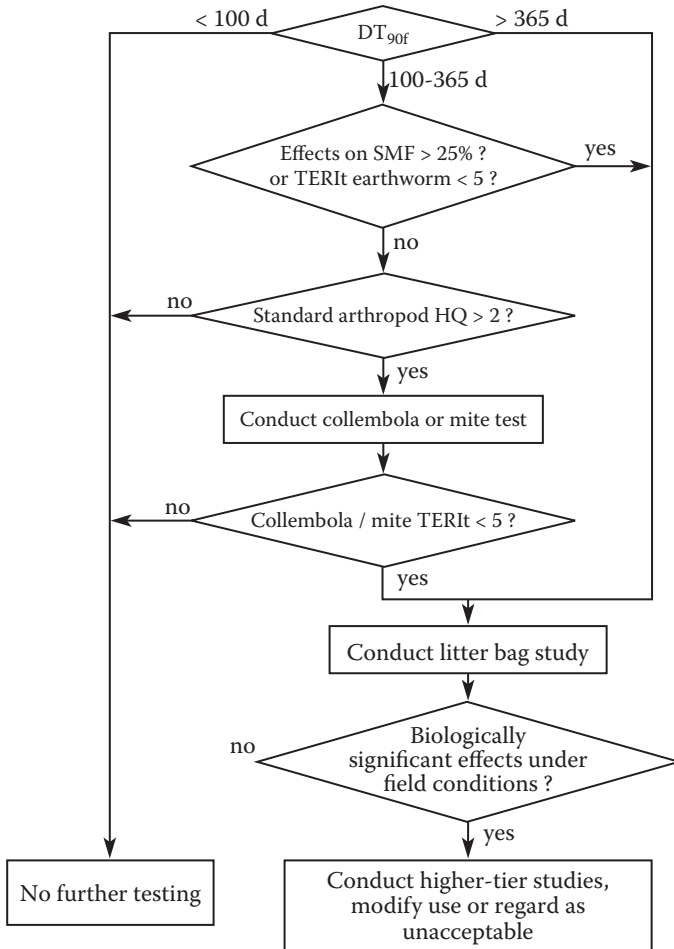 < 100 d
DT90f
> 365 d
100-365 d
Effects on SMF > 25% ?
or TERIt earthworm < 5 ?
yes
no
no
Standard arthropod HQ > 2 ?
yes
Conduct collembola or mite test
no
Collembola / mite TERIt < 5 ?
yes
Conduct litter bag study
no
Biologically
significant effects under
field conditions ?
yes
No further testing
Conduct higher-tier studies,
modify use or regard as
unacceptable